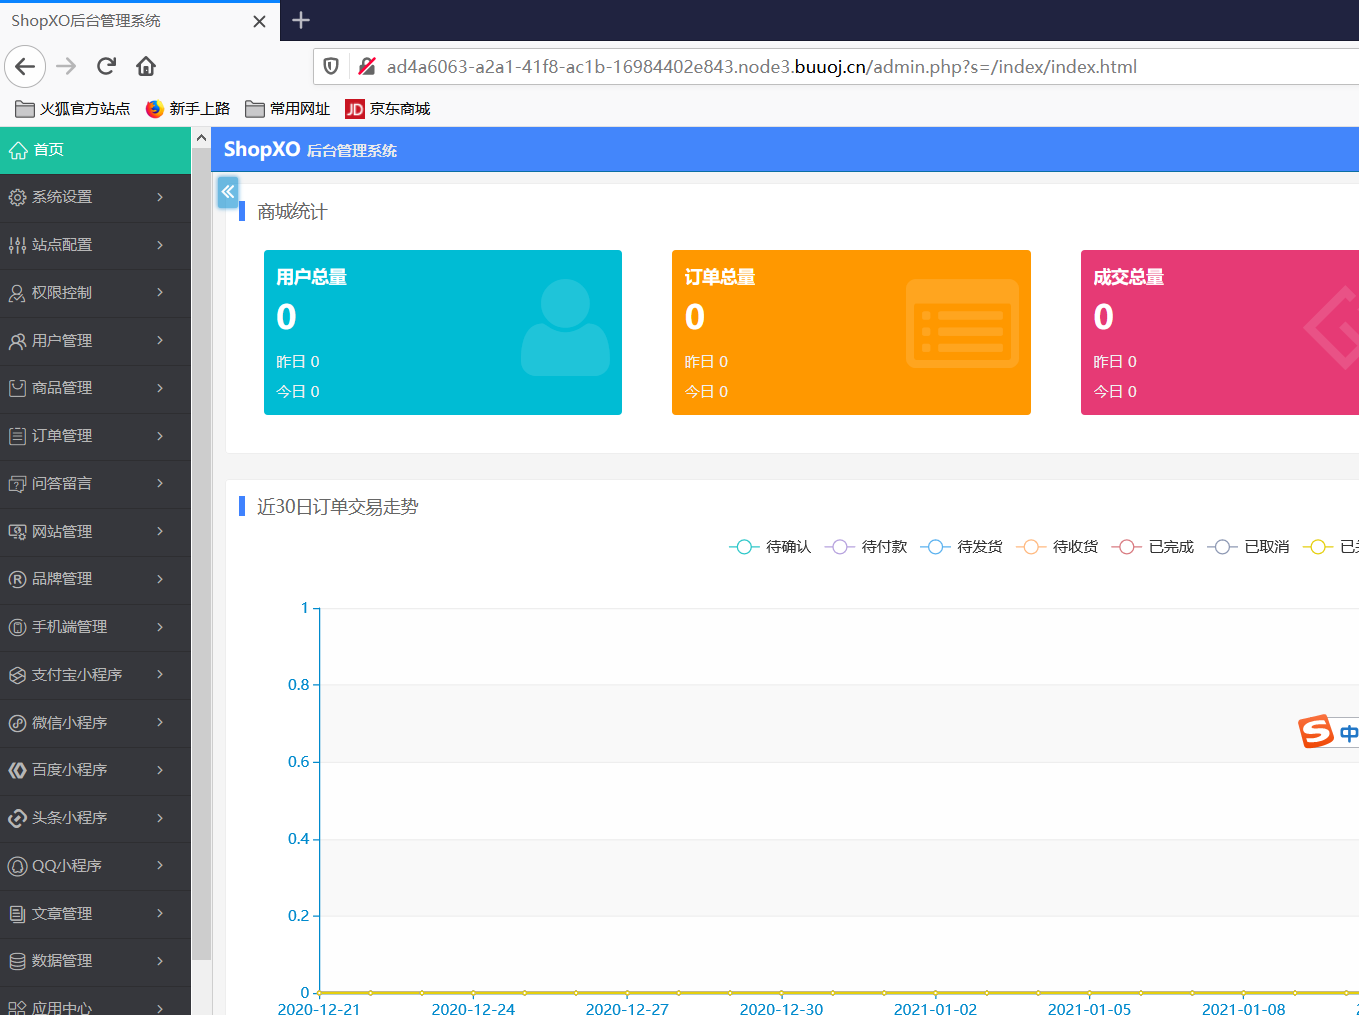 ShopXO后台管理系统
ad4a6063-a2a1-41f8-ac1b-16984402e843.node3.buuoj.cn/admin.php?s=/index/index.html
火狐官方站点 新手上路 常用网址 JD 京东商城
首页
系统设置
站点配置
权限控制
用户管理
商品管理
订单管理
问答留言
网站管理
品牌管理
手机端管理
支付宝小程序
微信小程序
百度小程序
头条小程序
QQ小程序
文章管理
数据管理
应用中心
ShopXO 后台管理系统
商城统计
用户总量
0
昨日 0
今日 0
订单总量
0
昨日 0
今日 0
成交总量
0
昨日 0
今日 0
近30日订单交易走势
待确认 待付款 待发货 待收货 已完成 已取消 已
1
0.8
0.6
0.4
0.2
0
2020-12-21 2020-12-24 2020-12-27 2020-12-30 2021-01-02 2021-01-05 2021-01-08
S 中